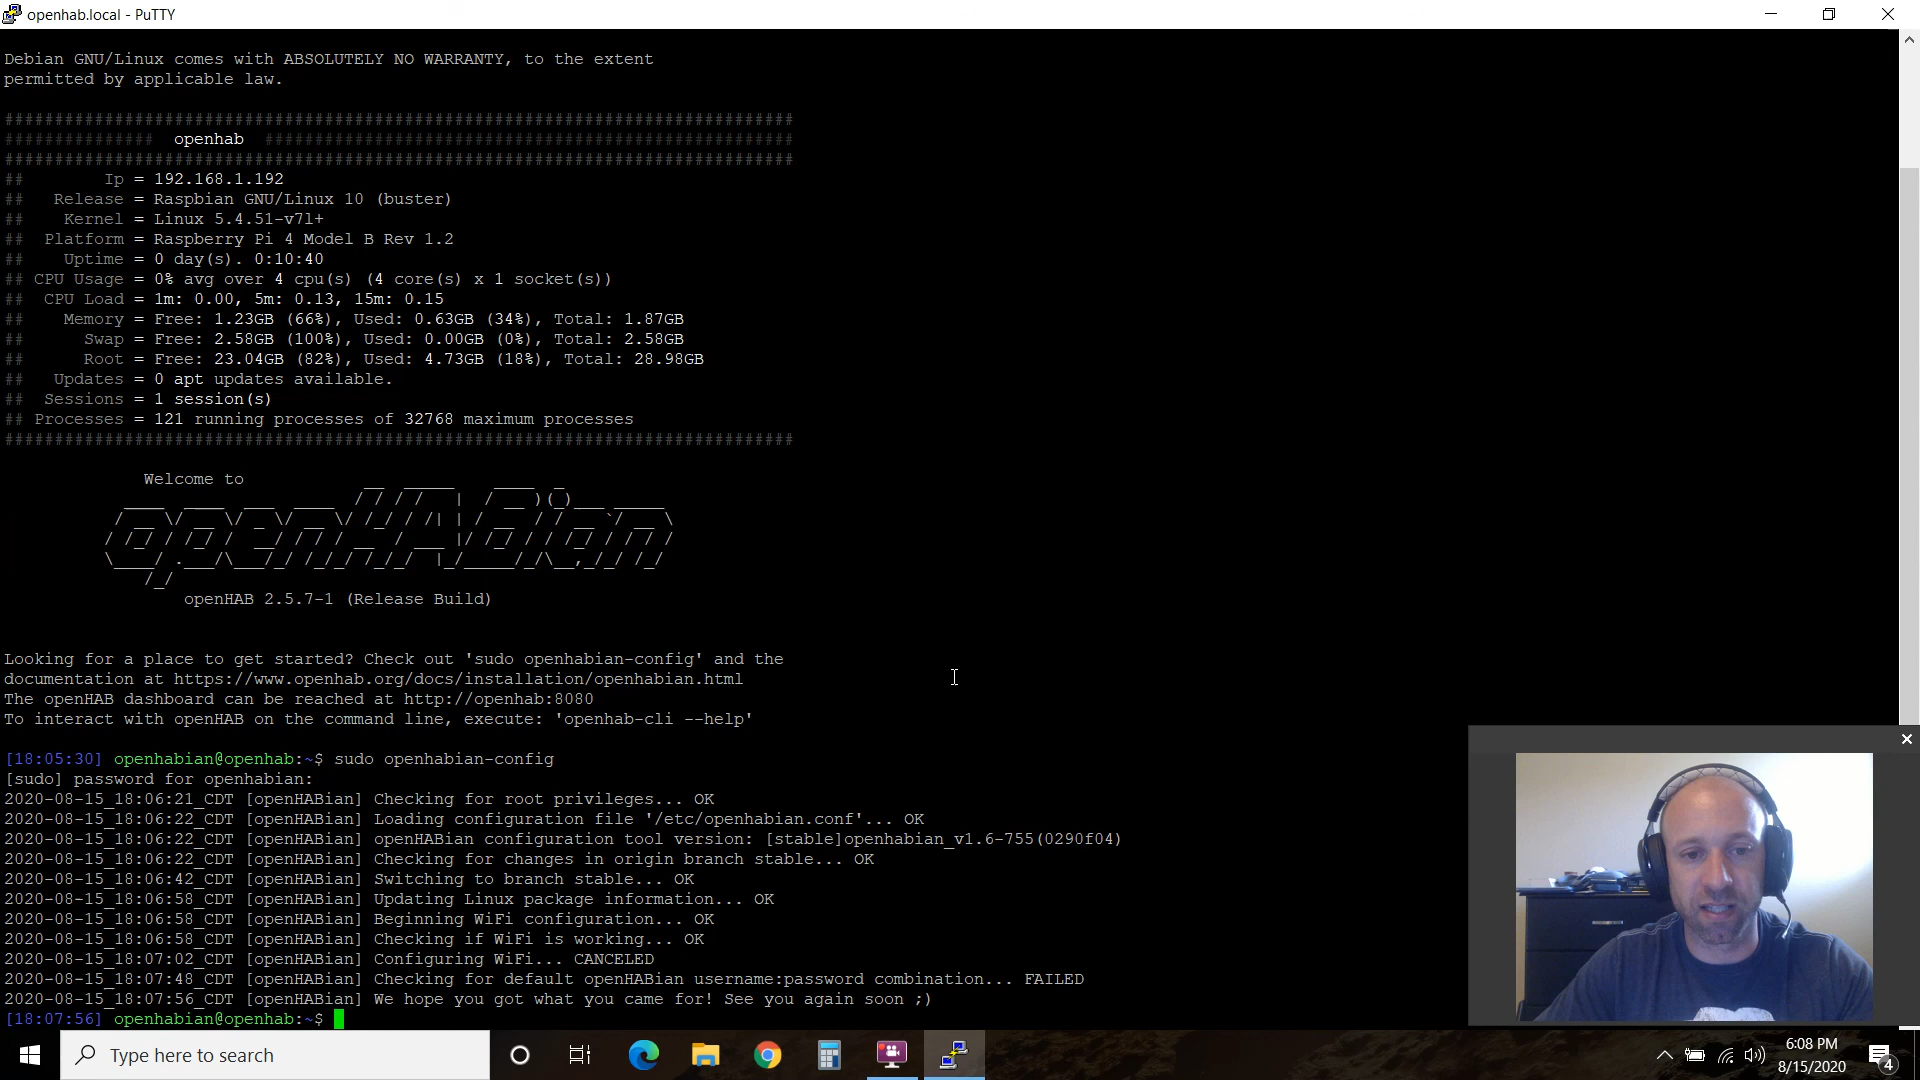 openhab.local - PuTTY
Debian GNU/Linux comes with ABSOLUTELY NO WARRANTY, to the extent
permitted by applicable law.
###############################################################################
############### openhab #####################################################
###############################################################################
## Ip = 192.168.1.192
## Release = Raspbian GNU/Linux 10 (buster)
## Kernel = Linux 5.4.51-v7l+
## Platform = Raspberry Pi 4 Model B Rev 1.2
## Uptime = 0 day(s). 0:10:40
## CPU Usage = 0% avg over 4 cpu(s) (4 core(s) x 1 socket(s))
## CPU Load = 1m: 0.00, 5m: 0.13, 15m: 0.15
## Memory = Free: 1.23GB (66%), Used: 0.63GB (34%), Total: 1.87GB
## Swap = Free: 2.58GB (100%), Used: 0.00GB (0%), Total: 2.58GB
## Root = Free: 23.04GB (82%), Used: 4.73GB (18%), Total: 28.98GB
## Updates = 0 apt updates available.
## Sessions = 1 session(s)
## Processes = 121 running processes of 32768 maximum processes
###############################################################################
Welcome to
openHABian
openHAB 2.5.7-1 (Release Build)
Looking for a place to get started? Check out 'sudo openhabian-config' and the
documentation at https://www.openhab.org/docs/installation/openhabian.html
The openHAB dashboard can be reached at http://openhab:8080
To interact with openHAB on the command line, execute: 'openhab-cli --help'
[18:05:30] openhabian@openhab:~$ sudo openhabian-config
[sudo] password for openhabian:
2020-08-15_18:06:21_CDT [openHABian] Checking for root privileges... OK
2020-08-15_18:06:22_CDT [openHABian] Loading configuration file '/etc/openhabian.conf'... OK
2020-08-15_18:06:22_CDT [openHABian] openHABian configuration tool version: [stable]openhabian_v1.6-755(0290f04)
2020-08-15_18:06:22_CDT [openHABian] Checking for changes in origin branch stable... OK
2020-08-15_18:06:42_CDT [openHABian] Switching to branch stable... OK
2020-08-15_18:06:58_CDT [openHABian] Updating Linux package information... OK
2020-08-15_18:06:58_CDT [openHABian] Beginning WiFi configuration... OK
2020-08-15_18:06:58_CDT [openHABian] Checking if WiFi is working... OK
2020-08-15_18:07:02_CDT [openHABian] Configuring WiFi... CANCELED
2020-08-15_18:07:48_CDT [openHABian] Checking for default openHABian username:password combination... FAILED
2020-08-15_18:07:56_CDT [openHABian] We hope you got what you came for! See you again soon ;)
[18:07:56] openhabian@openhab:~$
Type here to search
6:08 PM
8/15/2020
4